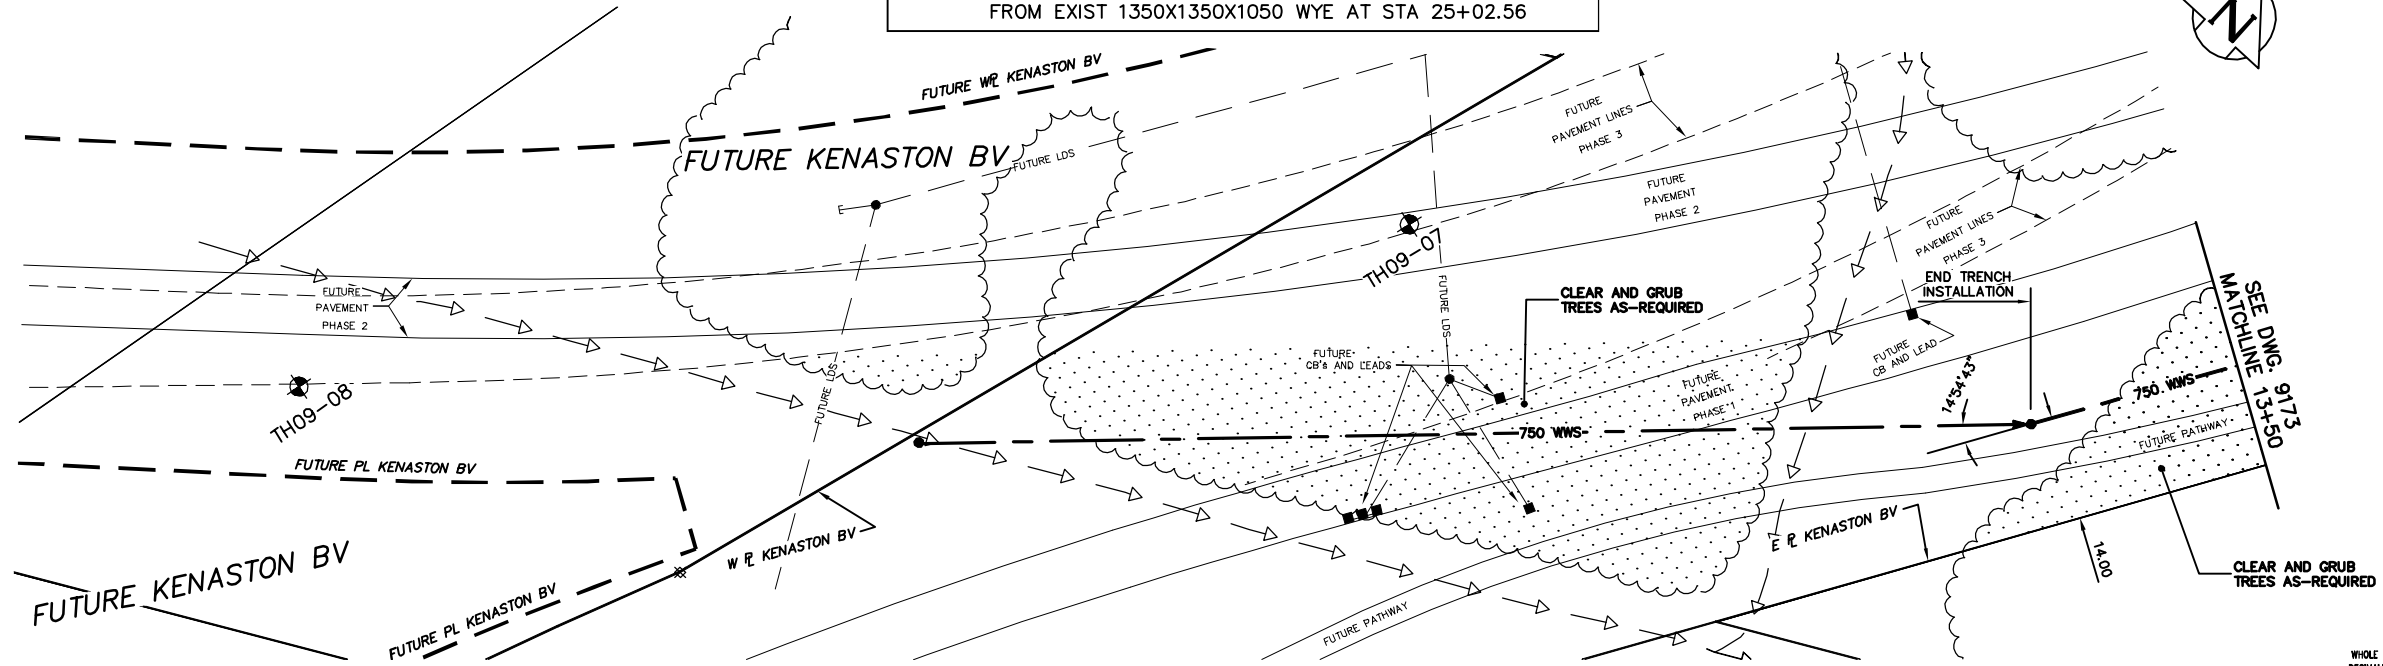 FROM EXIST 1350X1350X1050 WYE AT STA 25+02.56
N
FUTURE WPL KENASTON BV
FUTURE KENASTON BV
FUTURE LDS
E
FUTURE
PAVEMENT LINES
PHASE 3
FUTURE
PAVEMENT
PHASE 2
TH09-07
FUTURE
PAVEMENT LINES
PHASE 3
END TRENCH
INSTALLATION
SEE DWG. 9173
MATCHLINE 13+50
FUTURE
PAVEMENT
PHASE 2
CLEAR AND GRUB
TREES AS-REQUIRED
FUTURE LDS
FUTURE
CB's AND LEADS
FUTURE
CB AND LEAD
FUTURE
PAVEMENT
PHASE 1
14°54'43"
750 WWS
TH09-08
FUTURE LDS
750 WWS
FUTURE PATHWAY
FUTURE PL KENASTON BV
W PL KENASTON BV
E PL KENASTON BV
14.00
FUTURE KENASTON BV
CLEAR AND GRUB
TREES AS-REQUIRED
FUTURE PL KENASTON BV
FUTURE PATHWAY
WHOLE